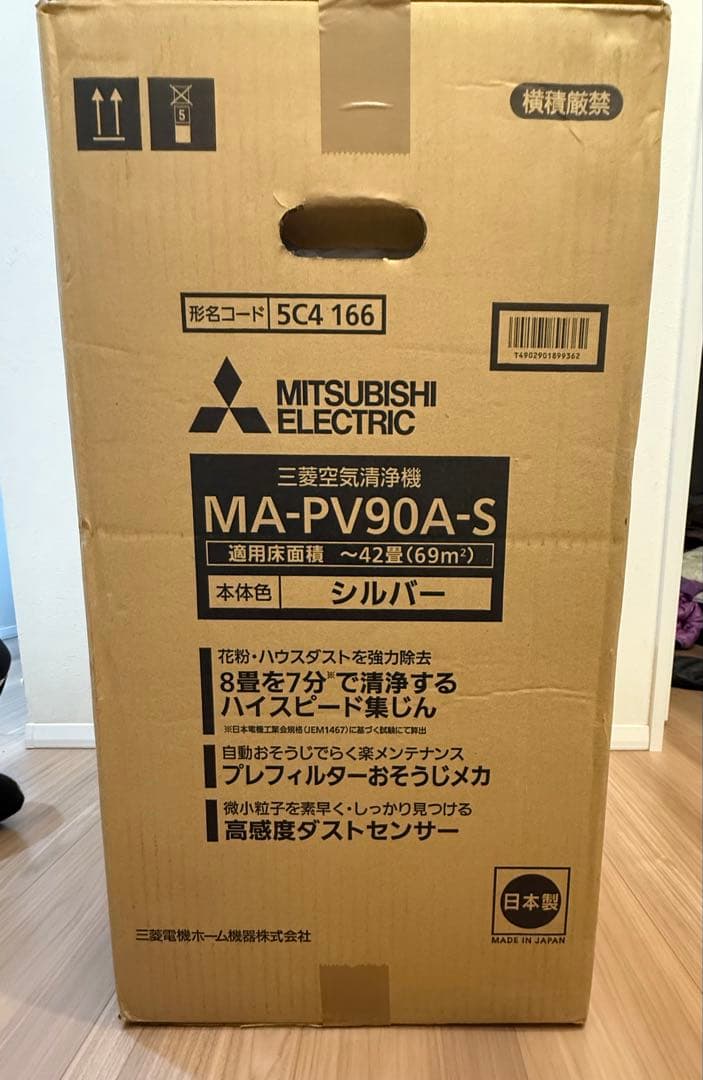 横積厳禁
5
形名コード 5C4 166
T4902901899362
MITSUBISHI
ELECTRIC
三菱空気清浄機
MA-PV90A-S
適用床面積 〜42畳(69m²)
本体色 シルバー
花粉・ハウスダストを強力除去
8畳を7分※で清浄する
ハイスピード集じん
※日本電機工業会規格(JEM1467)に基づく試験にて算出
自動おそうじでらく楽メンテナンス
プレフィルターおそうじメカ
微小粒子を素早く・しっかり見つける
高感度ダストセンサー
日本製
MADE IN JAPAN
三菱電機ホーム機器株式会社